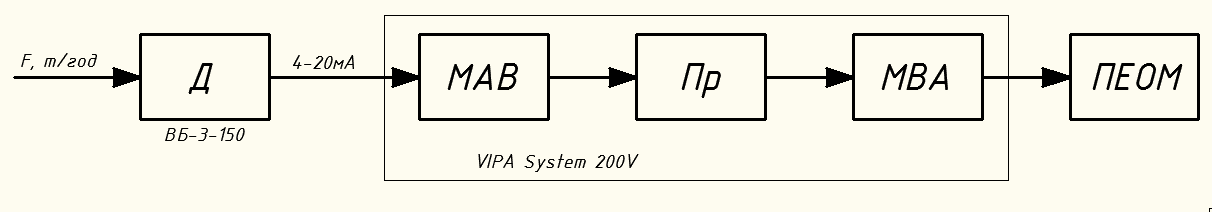 F, т/год
Д
4-20мА
МАВ
Пр
МВА
ПЕОМ
ВБ-3-150
VIPA System 200V